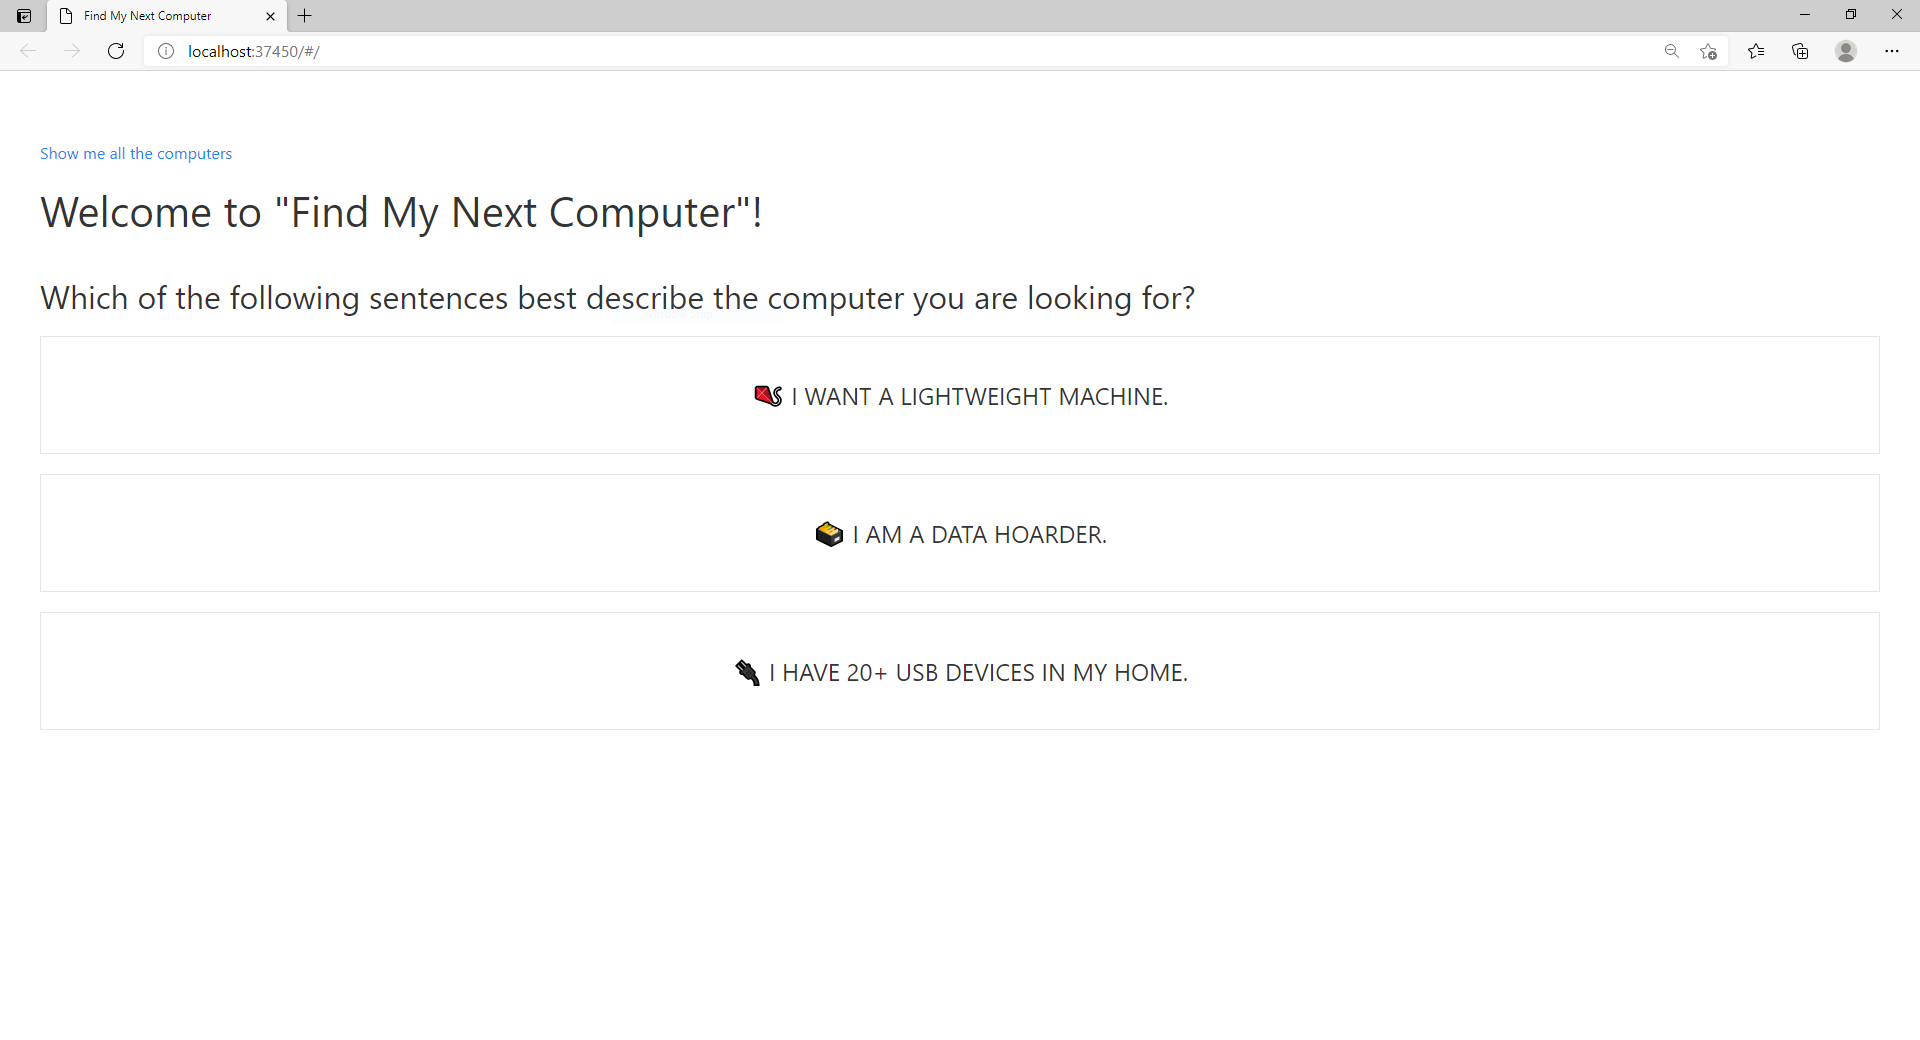 Find My Next Computer
localhost:37450/#/
Show me all the computers
Welcome to "Find My Next Computer"!
Which of the following sentences best describe the computer you are looking for?
I WANT A LIGHTWEIGHT MACHINE.
I AM A DATA HOARDER.
I HAVE 20+ USB DEVICES IN MY HOME.